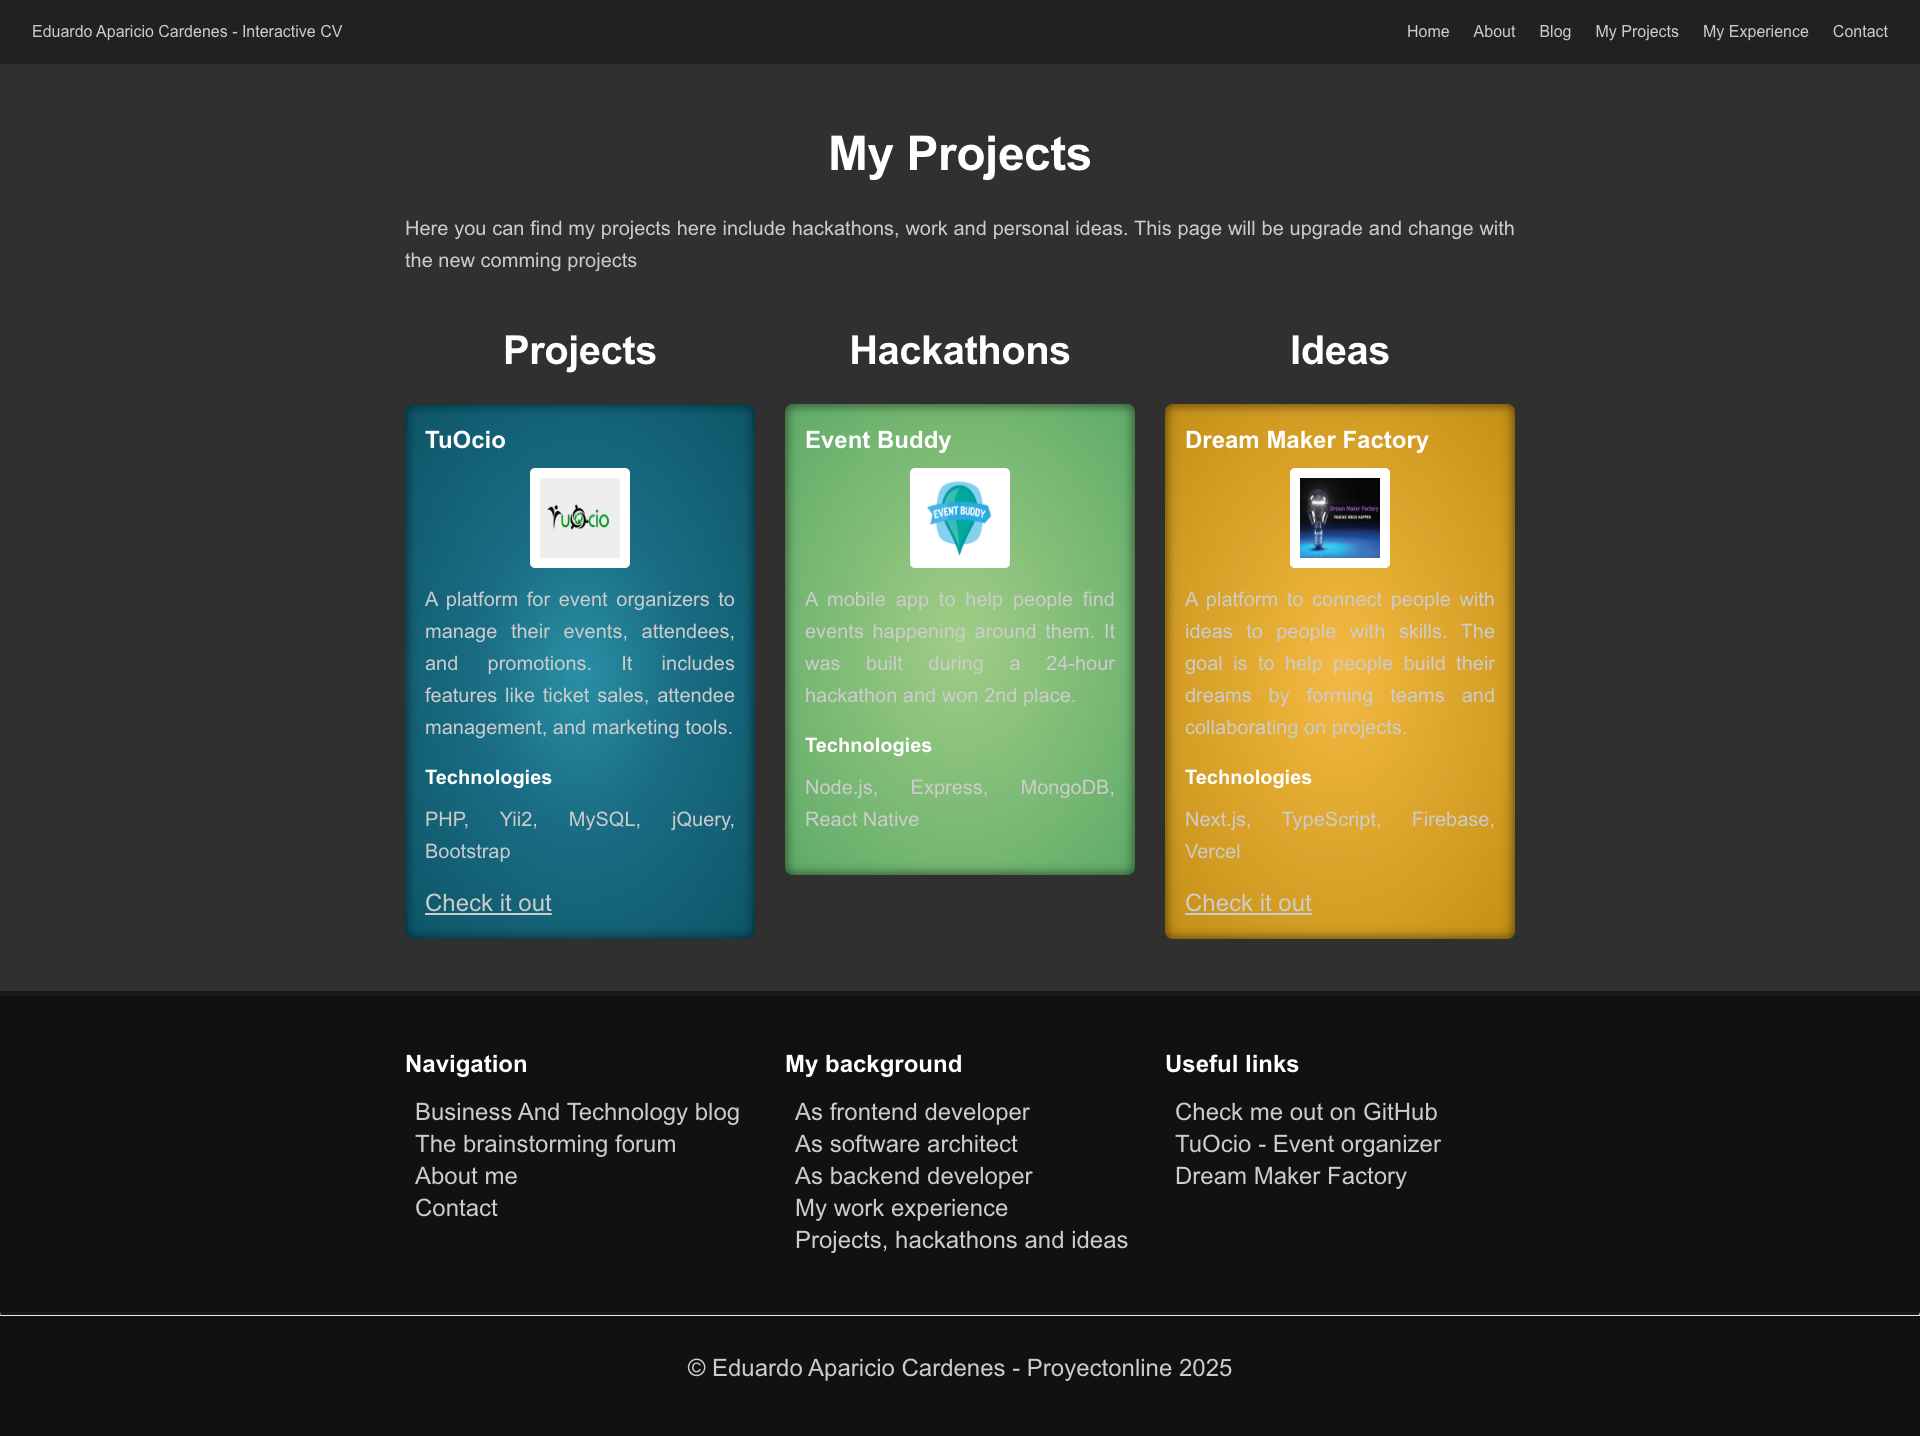 Eduardo Aparicio Cardenes - Interactive CV
Home About Blog My Projects My Experience Contact
My Projects
Here you can find my projects here include hackathons, work and personal ideas. This page will be upgrade and change with
the new comming projects
Projects
TuOcio
TuOcio
A platform for event organizers to
manage their events, attendees,
and promotions. It includes
features like ticket sales, attendee
management, and marketing tools.
Technologies
PHP, Yii2, MySQL, jQuery,
Bootstrap
Check it out
Hackathons
Event Buddy
EVENT BUDDY
A mobile app to help people find
events happening around them. It
was built during a 24-hour
hackathon and won 2nd place.
Technologies
Node.js, Express, MongoDB,
React Native
Ideas
Dream Maker Factory
Dream Maker Factory
MAKING IDEAS HAPPEN
A platform to connect people with
ideas to people with skills. The
goal is to help people build their
dreams by forming teams and
collaborating on projects.
Technologies
Next.js, TypeScript, Firebase,
Vercel
Check it out
Navigation
Business And Technology blog
The brainstorming forum
About me
Contact
My background
As frontend developer
As software architect
As backend developer
My work experience
Projects, hackathons and ideas
Useful links
Check me out on GitHub
TuOcio - Event organizer
Dream Maker Factory
© Eduardo Aparicio Cardenes - Proyectonline 2025